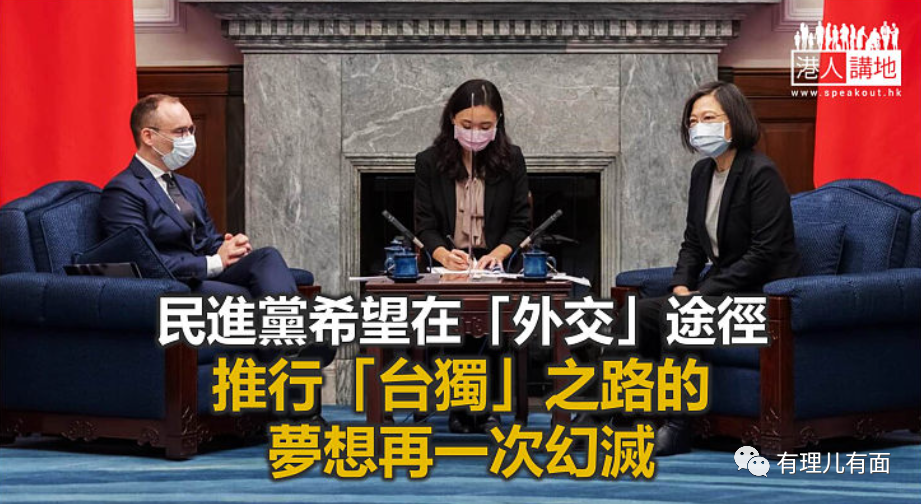 港人講地
www.speakout.hk
民進黨希望在「外交」途徑
推行「台獨」之路的
夢想再一次幻滅
有理儿有面